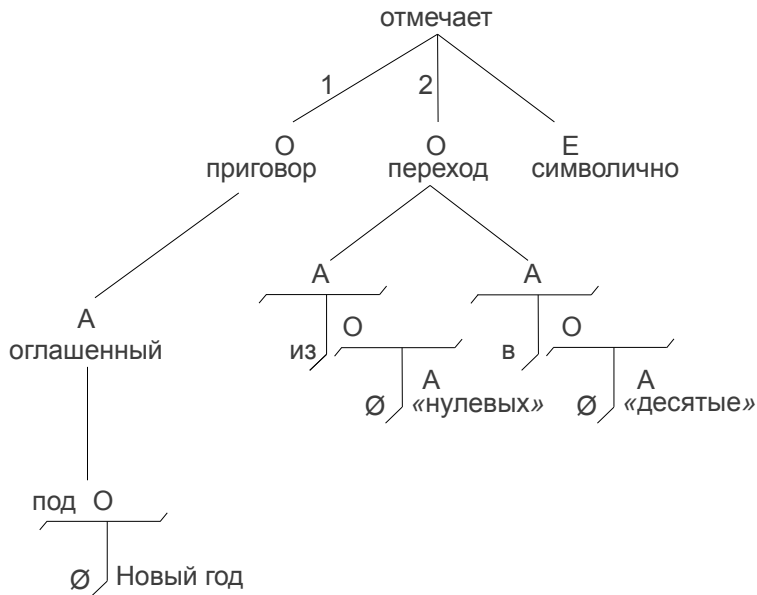 отмечает
1 2
О О Е
приговор переход символично
А А
А О О
оглашенный из в
А А
Ø «нулевых» Ø «десятые»
под О
Ø Новый год